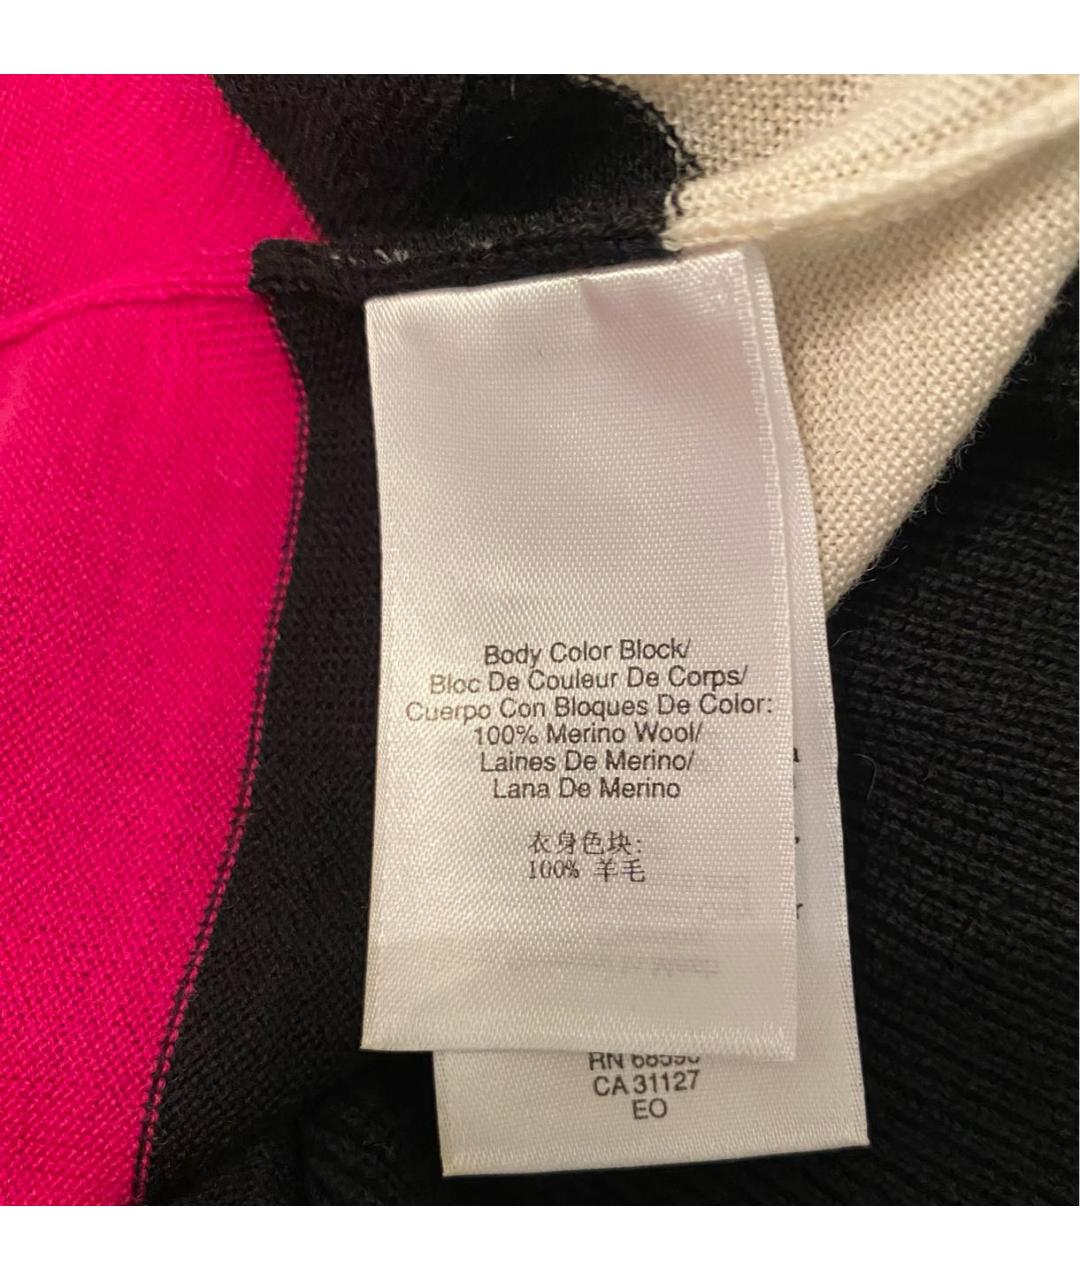 Body Color Block/
Bloc De Couleur De Corps/
Cuerpo Con Bloques De Color:
100% Merino Wool/
Laines De Merino/
Lana De Merino
衣身色块:
100% 羊毛
RN
CA 31127
EO